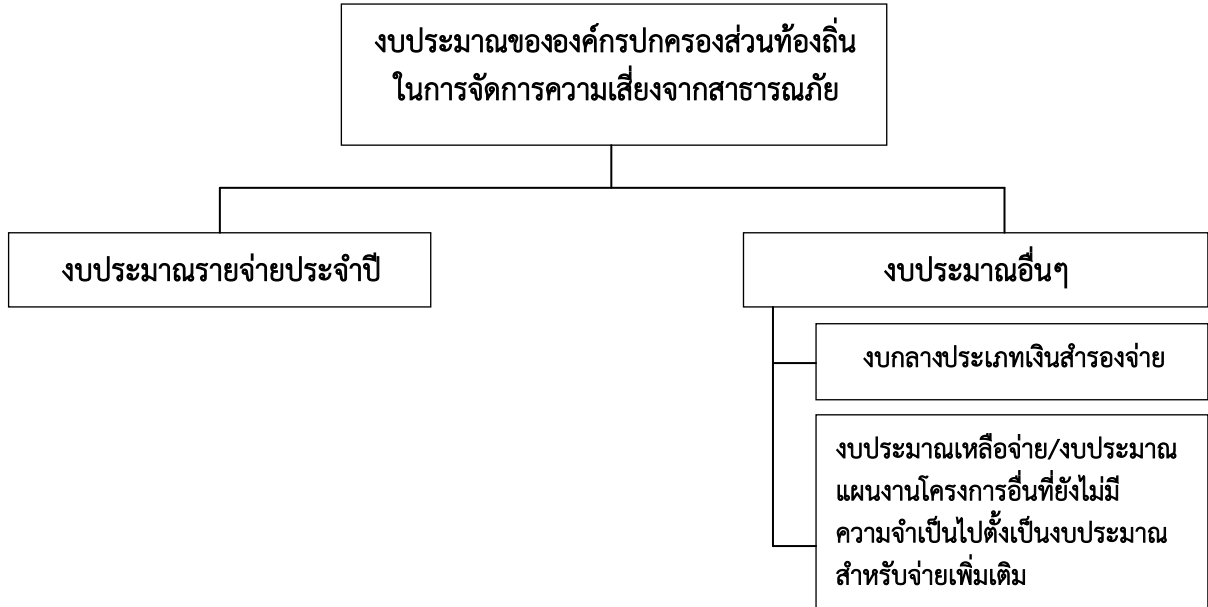 งบประมาณขององค์กรปกครองส่วนท้องถิ่น
ในการจัดการความเสี่ยงจากสาธารณภัย
งบประมาณรายจ่ายประจำปี
งบประมาณอื่นๆ
งบกลางประเภทเงินสำรองจ่าย
งบประมาณเหลือจ่าย/งบประมาณ
แผนงานโครงการอื่นที่ยังไม่มี
ความจำเป็นไปตั้งเป็นงบประมาณ
สำหรับจ่ายเพิ่มเติม